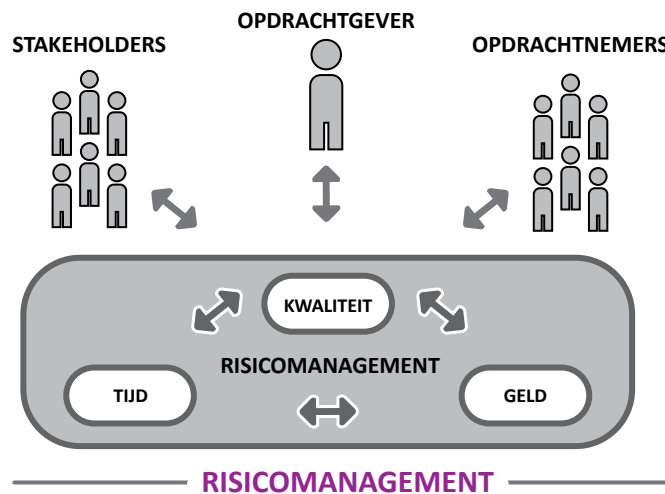 OPDRACHTGEVER
STAKEHOLDERS
OPDRACHTNEMERS
KWALITEIT
RISICOMANAGEMENT
TIJD
GELD
RISICOMANAGEMENT